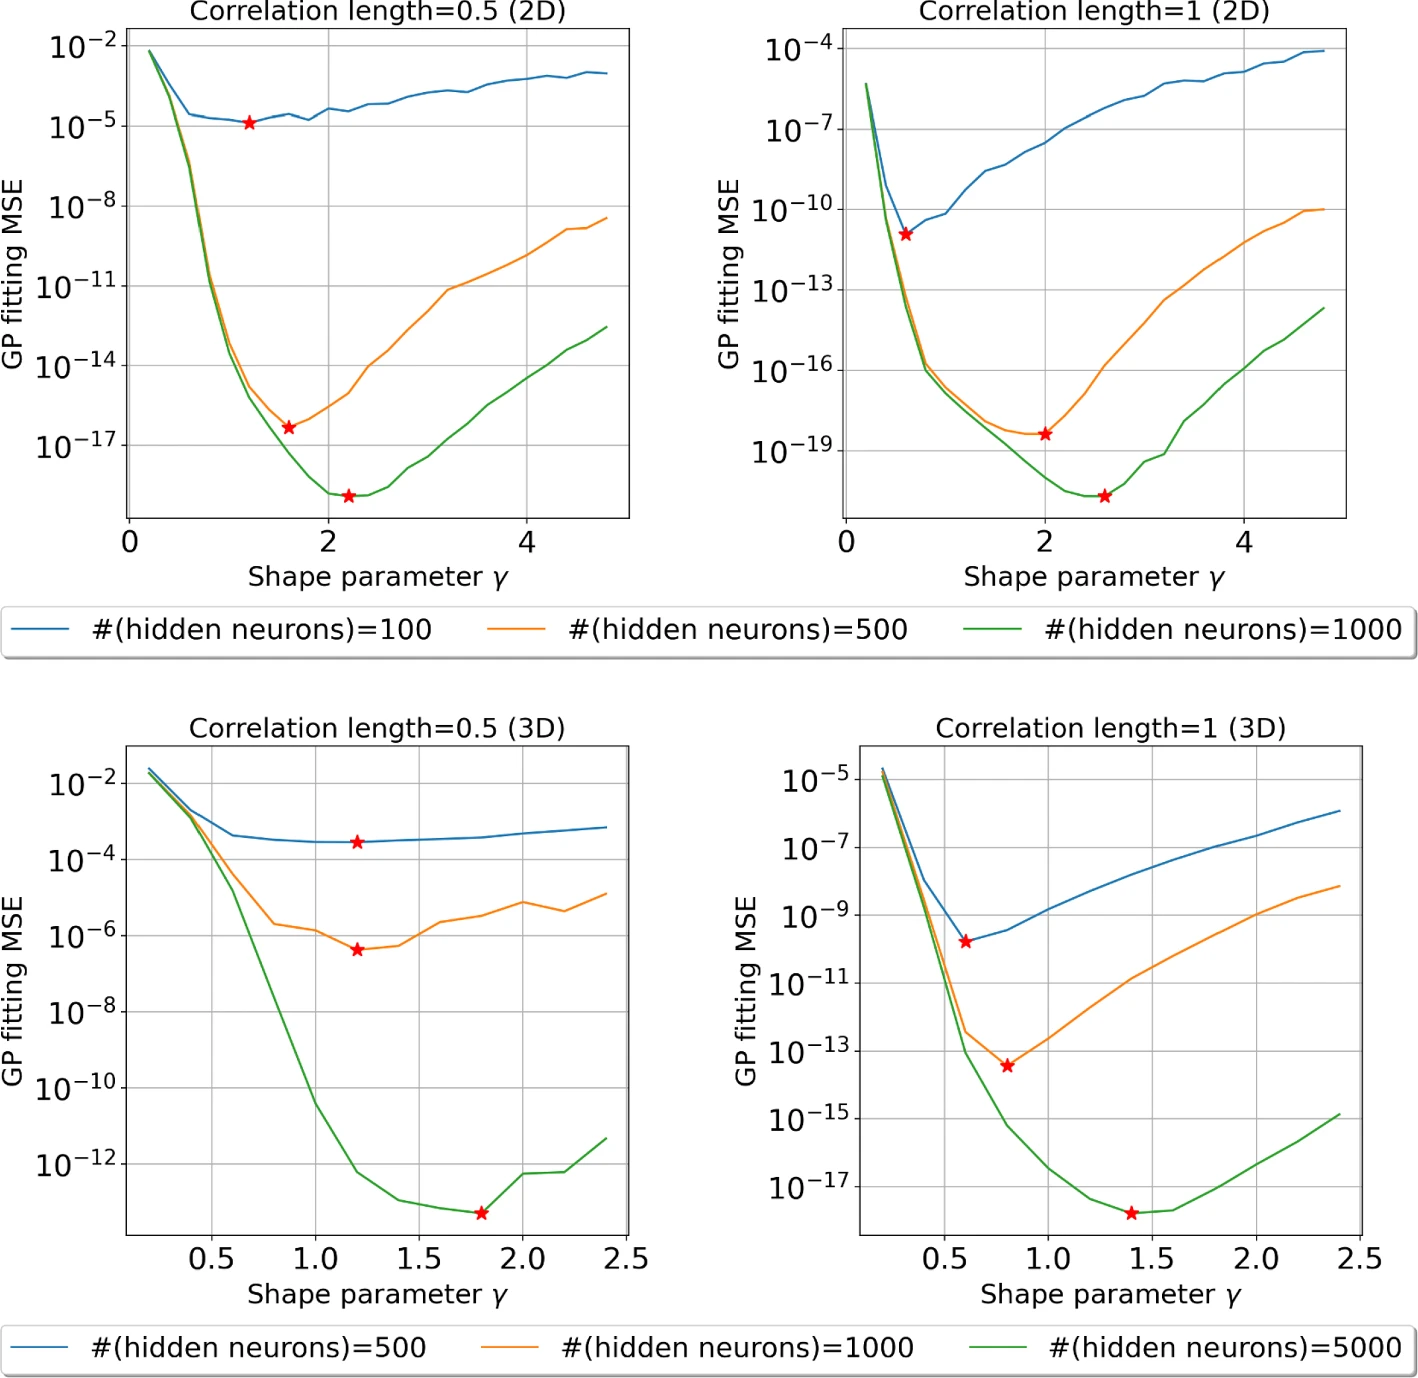 Correlation length=0.5 (2D)
10⁻²
10⁻⁵
10⁻⁸
10⁻¹¹
10⁻¹⁴
10⁻¹⁷
GP fitting MSE
0 2 4
Shape parameter γ
Correlation length=1 (2D)
10⁻⁴
10⁻⁷
10⁻¹⁰
10⁻¹³
10⁻¹⁶
10⁻¹⁹
GP fitting MSE
0 2 4
Shape parameter γ
#(hidden neurons)=100 #(hidden neurons)=500 #(hidden neurons)=1000
Correlation length=0.5 (3D)
10⁻²
10⁻⁴
10⁻⁶
10⁻⁸
10⁻¹⁰
10⁻¹²
GP fitting MSE
0.5 1.0 1.5 2.0 2.5
Shape parameter γ
Correlation length=1 (3D)
10⁻⁵
10⁻⁷
10⁻⁹
10⁻¹¹
10⁻¹³
10⁻¹⁵
10⁻¹⁷
GP fitting MSE
0.5 1.0 1.5 2.0 2.5
Shape parameter γ
#(hidden neurons)=500 #(hidden neurons)=1000 #(hidden neurons)=5000